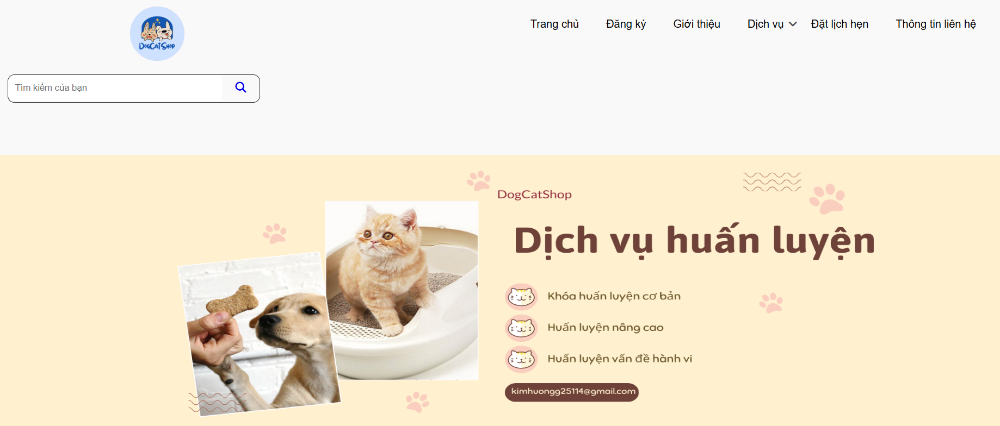 DogCatShop
Trang chủ
Đăng ký
Giới thiệu
Dịch vụ
Đặt lịch hẹn
Thông tin liên hệ
Tìm kiếm của bạn
DogCatShop
Dịch vụ huấn luyện
Khóa huấn luyện cơ bản
Huấn luyện nâng cao
Huấn luyện vấn đề hành vi
kimhuongg25114@gmail.com